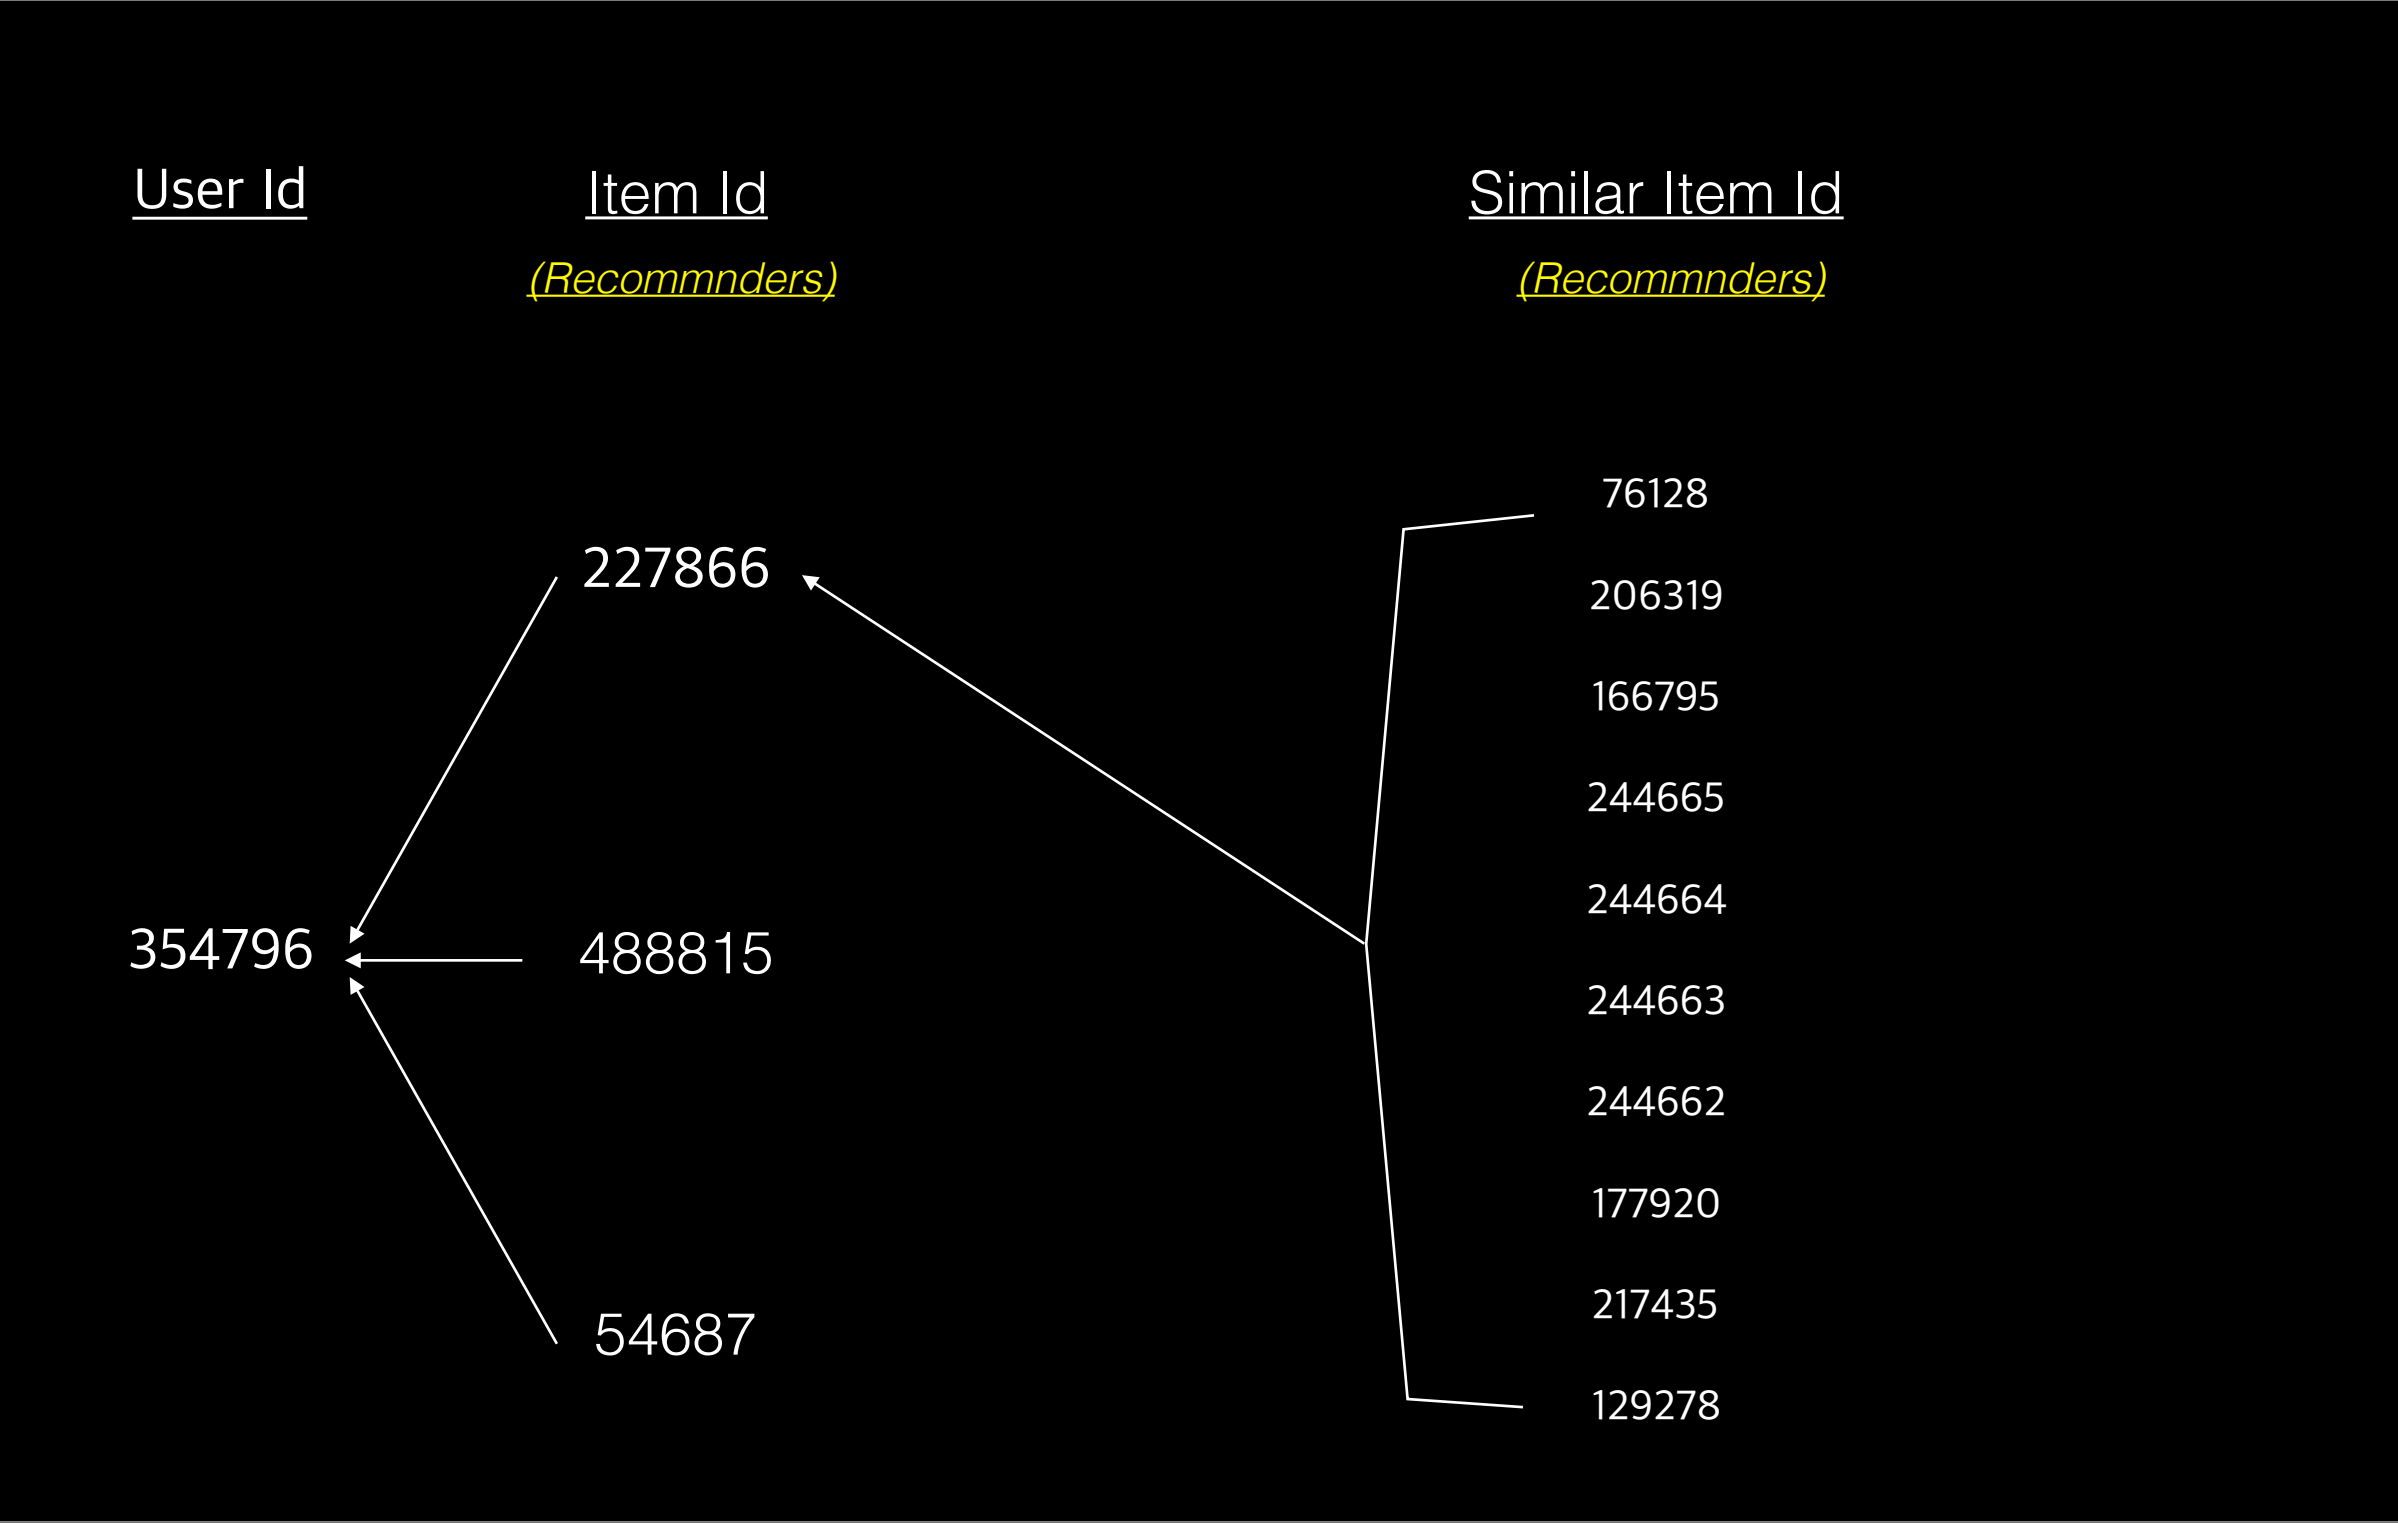 User Id
Item Id
Similar Item Id
(Recommnders)
(Recommnders)
76128
227866
206319
166795
244665
244664
354796
488815
244663
244662
177920
54687
217435
129278